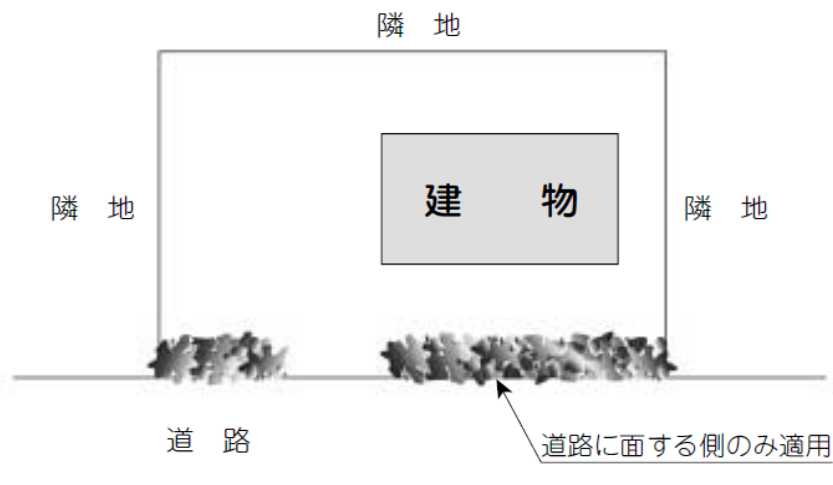 隣 地
隣 地
建 物
隣 地
道 路
道路に面する側のみ適用